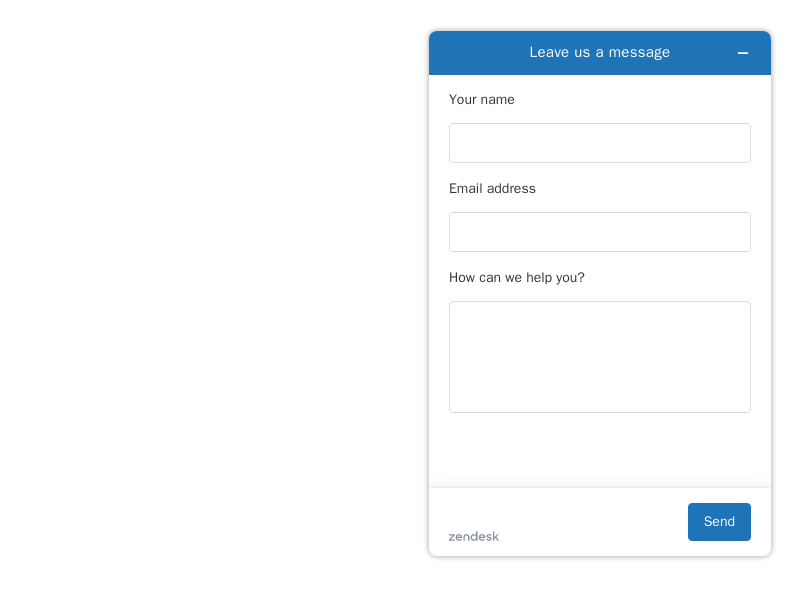 Leave us a message
Your name
Email address
How can we help you?
Send
zendesk